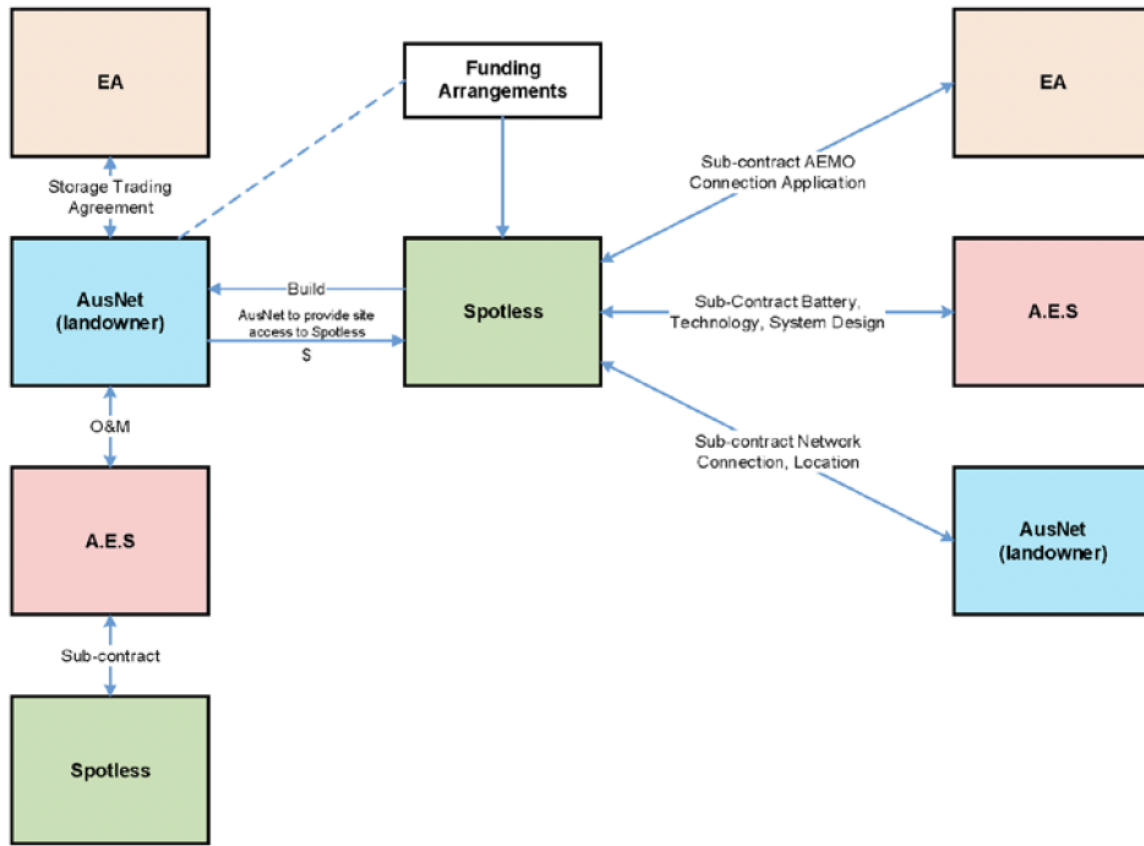 EA
Funding
Arrangements
EA
Storage Trading
Agreement
Sub-contract AEMO
Connection Application
AusNet
(landowner)
Build
AusNet to provide site
access to Spotless
$
Spotless
Sub-Contract Battery,
Technology, System Design
A.E.S
O&M
Sub-contract Network
Connection, Location
A.E.S
AusNet
(landowner)
Sub-contract
Spotless